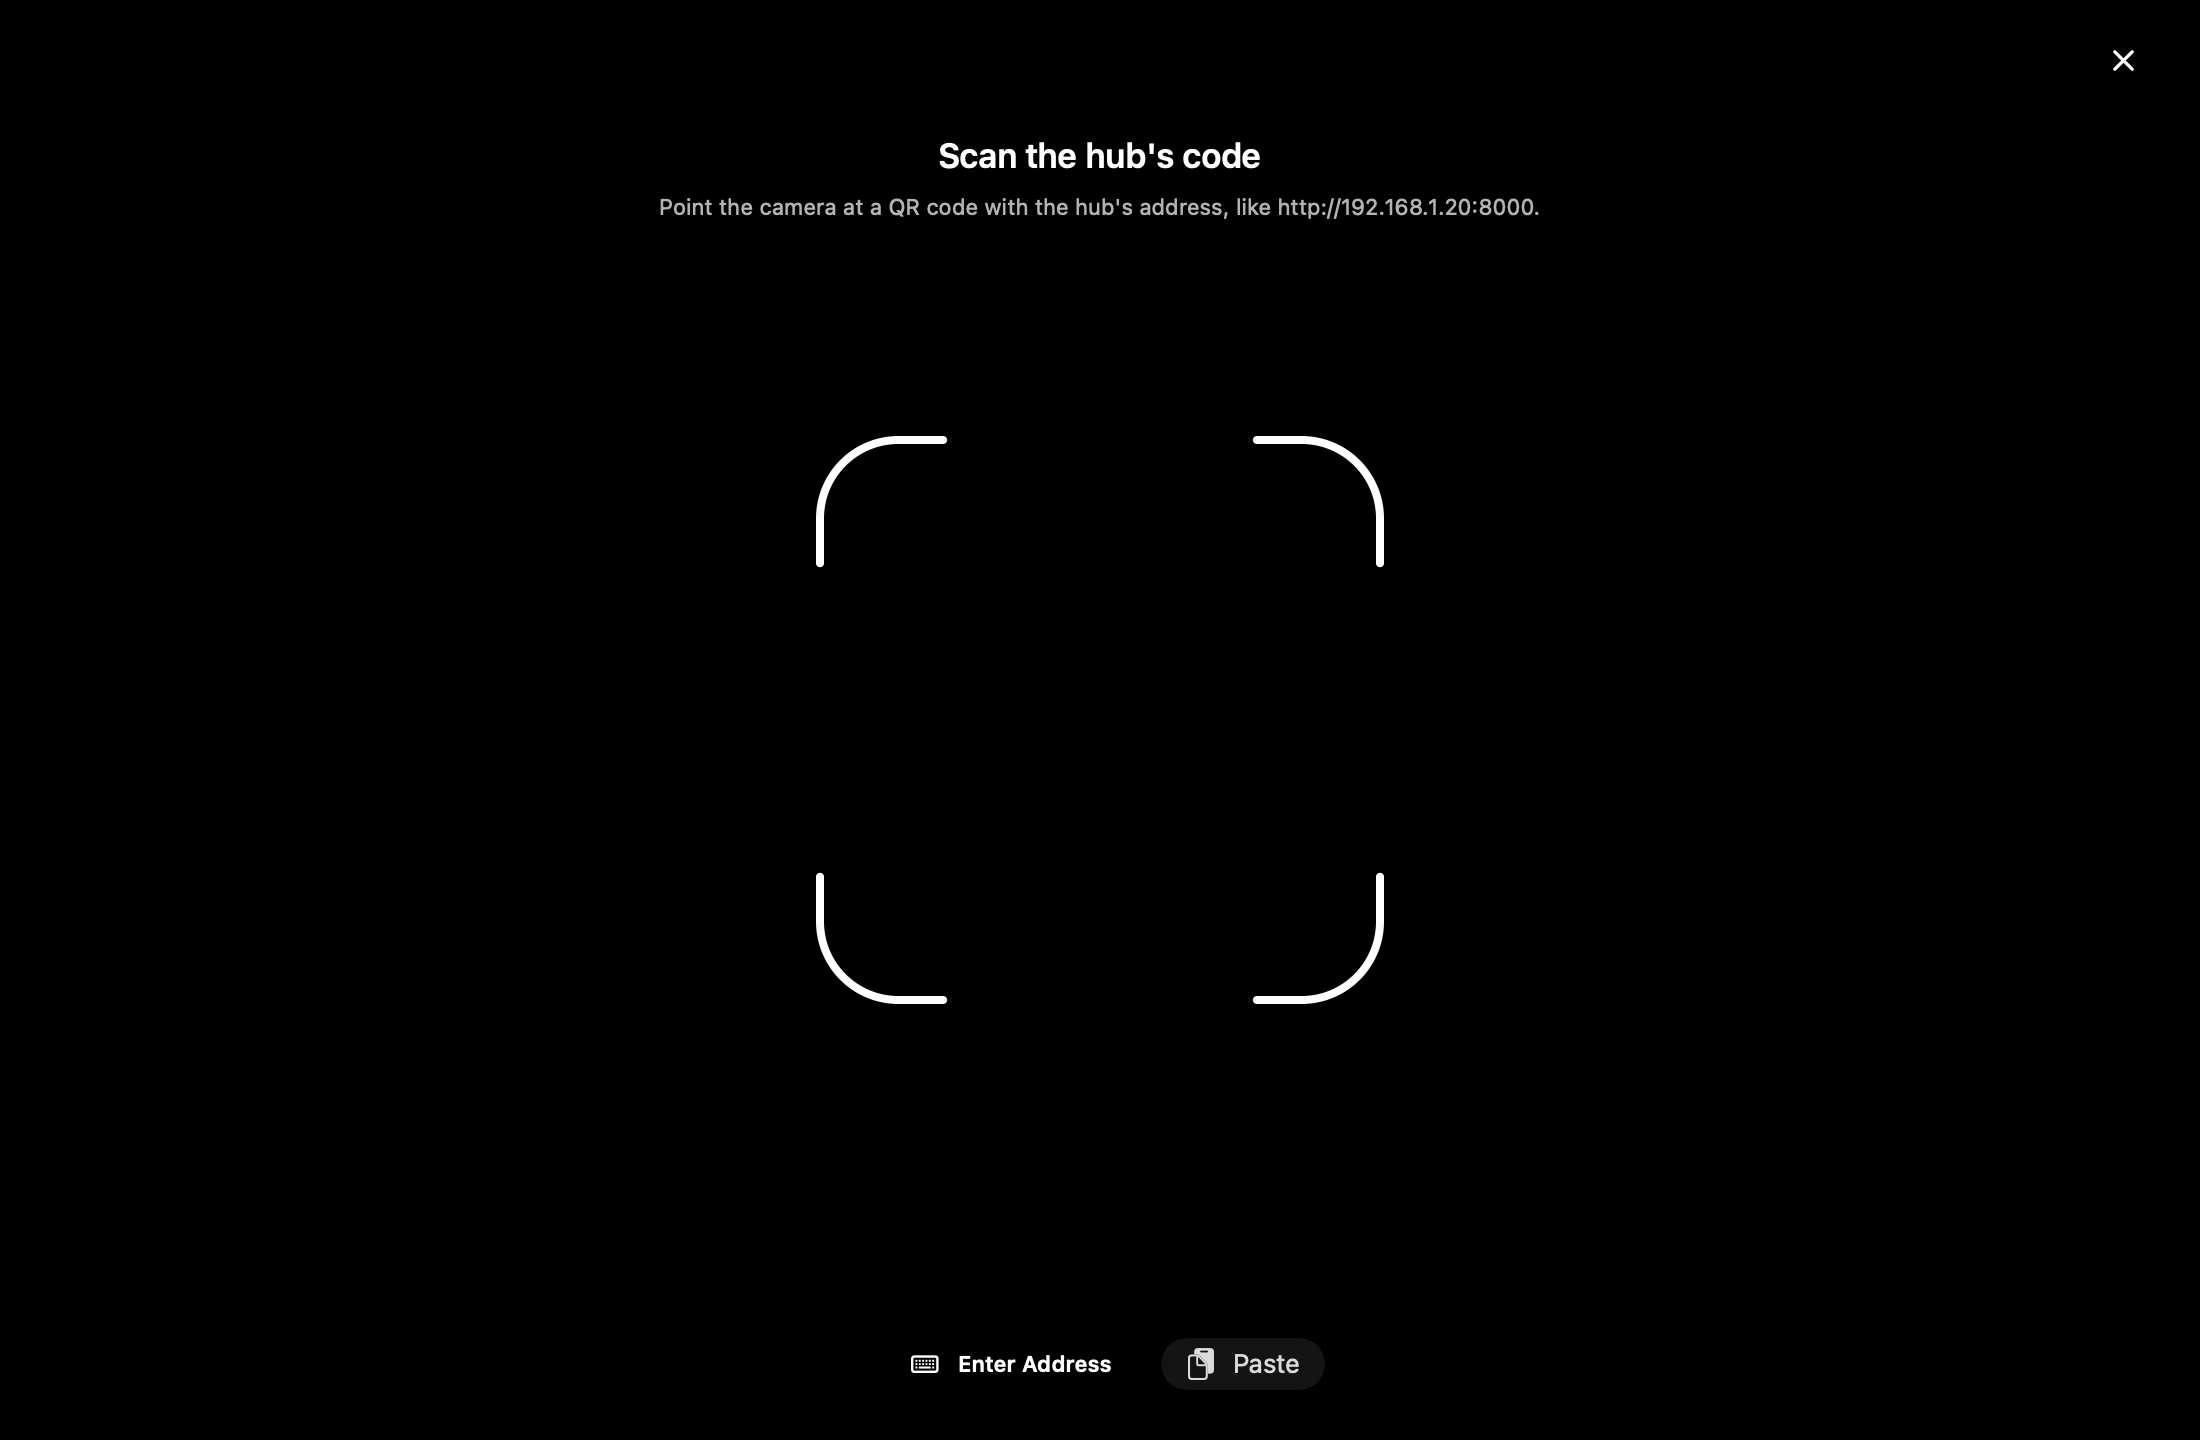 Scan the hub's code
Point the camera at a QR code with the hub's address, like http://192.168.1.20:8000.
Enter Address
Paste